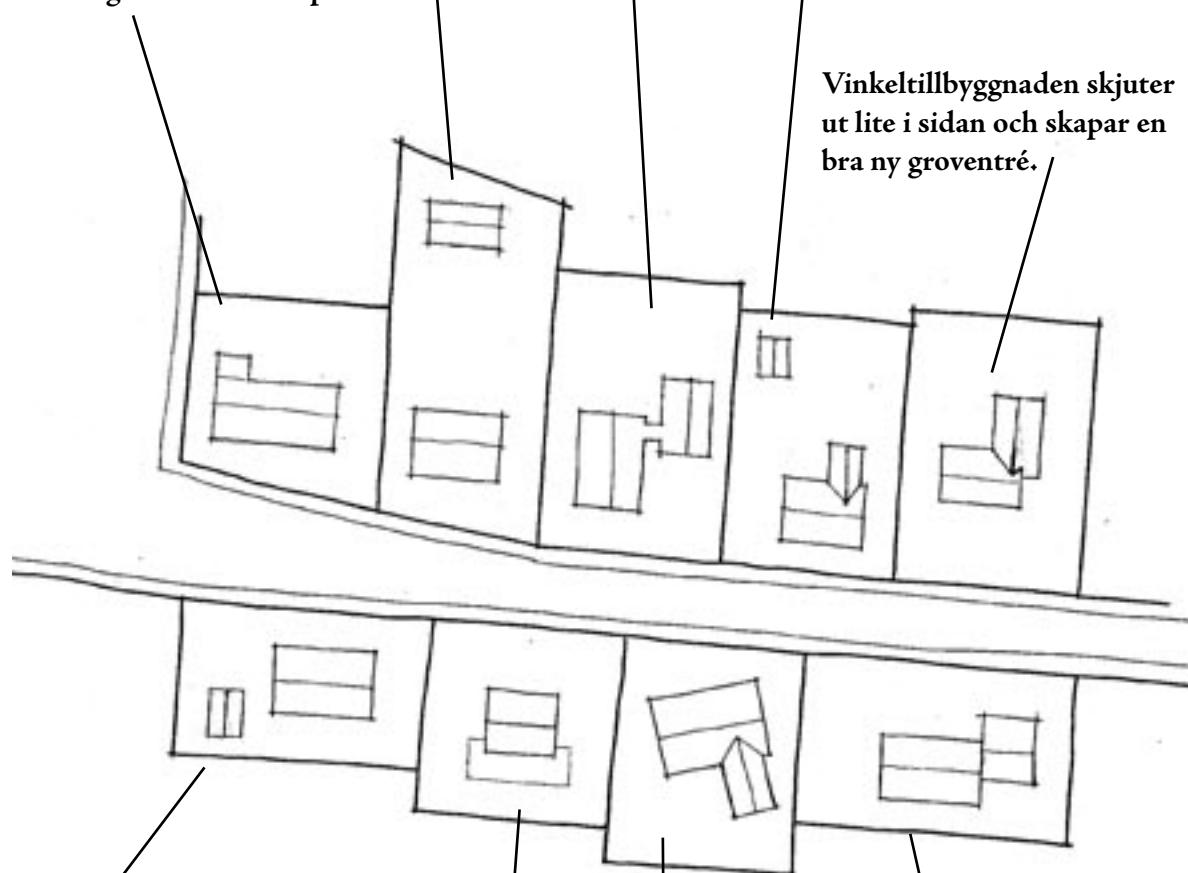 Vinkeltillbyggnaden skjuter
ut lite i sidan och skapar en
bra ny groventré.